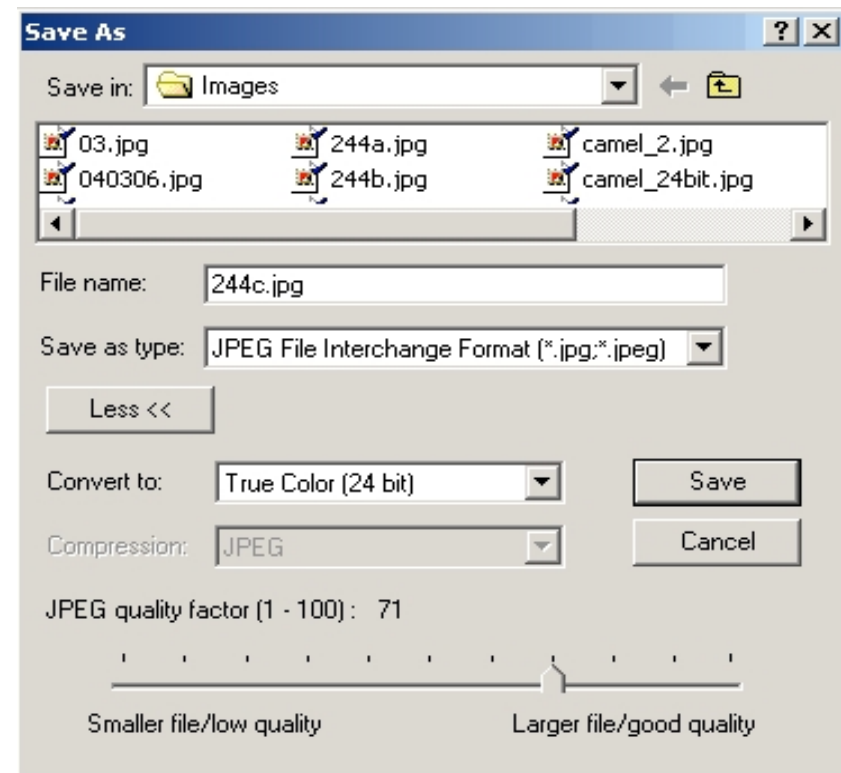 Save As
Save in: Images
03.jpg 244a.jpg camel_2.jpg
040306.jpg 244b.jpg camel_24bit.jpg
File name: 244c.jpg
Save as type: JPEG File Interchange Format (*.jpg;*.jpeg)
Less <<
Convert to: True Color (24 bit) Save
Compression: JPEG Cancel
JPEG quality factor (1 - 100) : 71
Smaller file/low quality Larger file/good quality